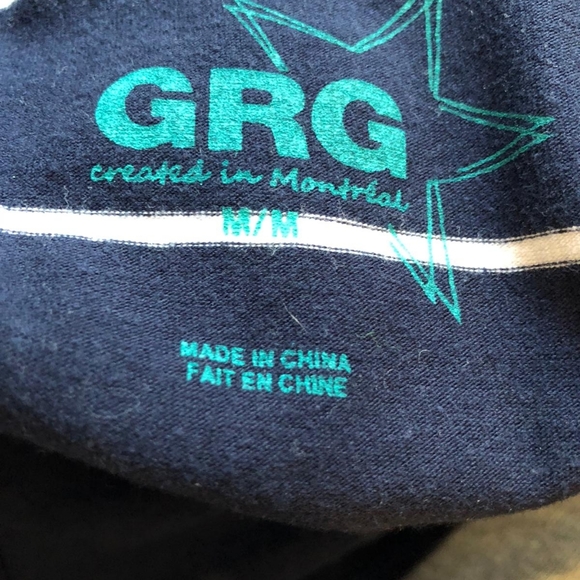 GRG
created in Montréal
M/M
MADE IN CHINA
FAIT EN CHINE